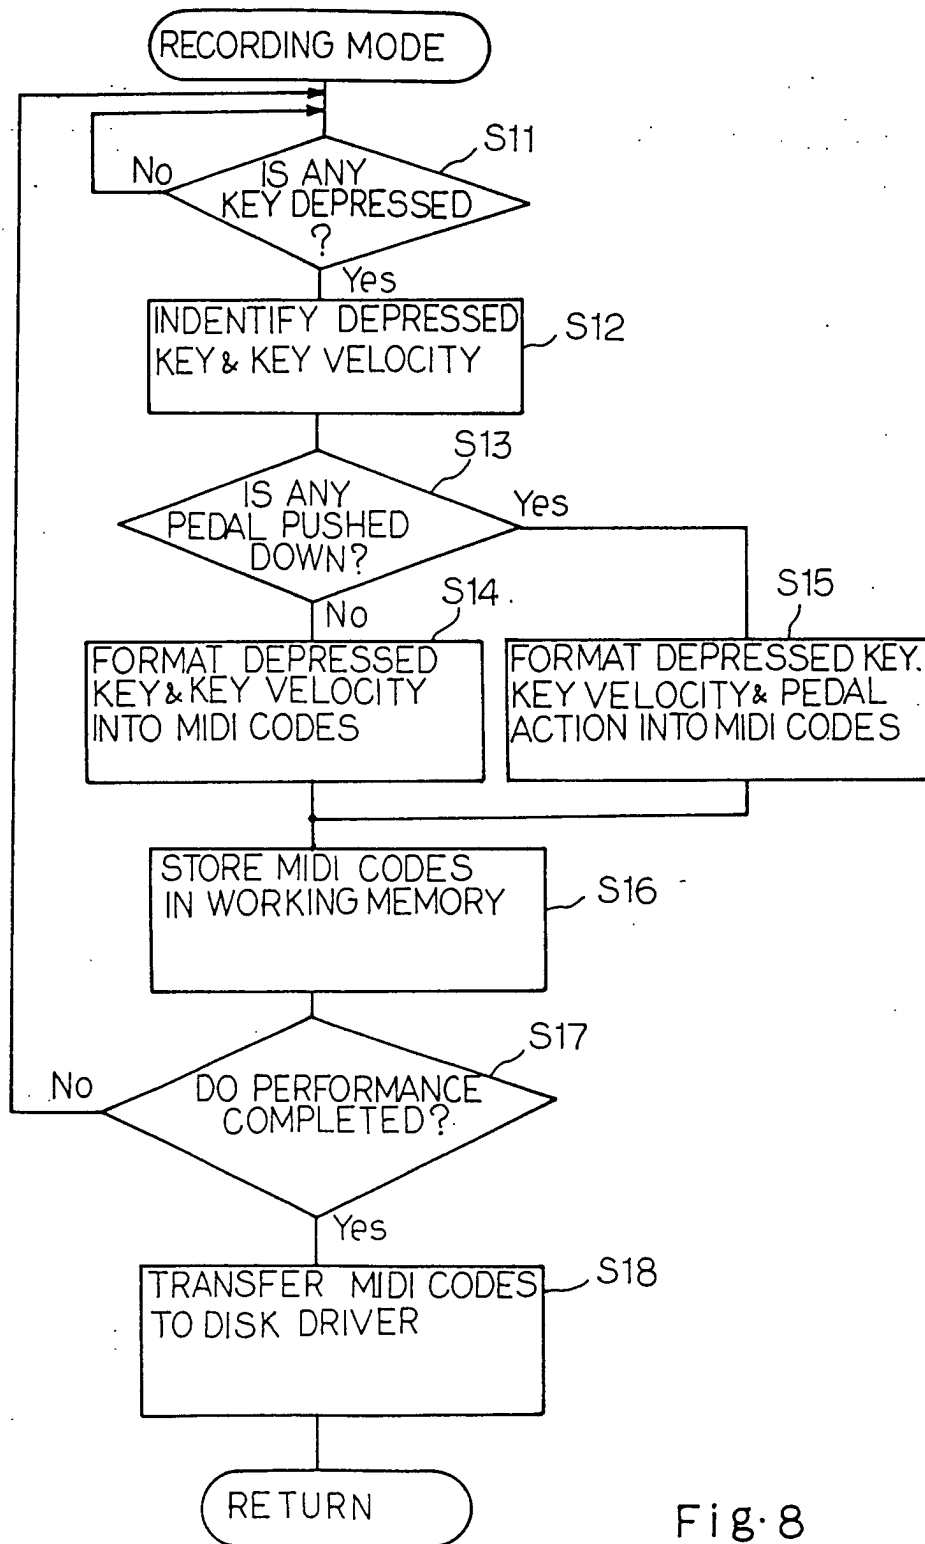 RECORDING MODE
S11
No
IS ANY
KEY DEPRESSED
?
Yes
INDENTIFY DEPRESSED
KEY & KEY VELOCITY
S12
S13
IS ANY
PEDAL PUSHED
DOWN?
Yes
No
S14
S15
FORMAT DEPRESSED
KEY & KEY VELOCITY
INTO MIDI CODES
FORMAT DEPRESSED KEY.
KEY VELOCITY & PEDAL
ACTION INTO MIDI CODES
STORE MIDI CODES
IN WORKING MEMORY
S16
S17
No
DO PERFORMANCE
COMPLETED?
Yes
TRANSFER MIDI CODES
TO DISK DRIVER
S18
RETURN
Fig. 8